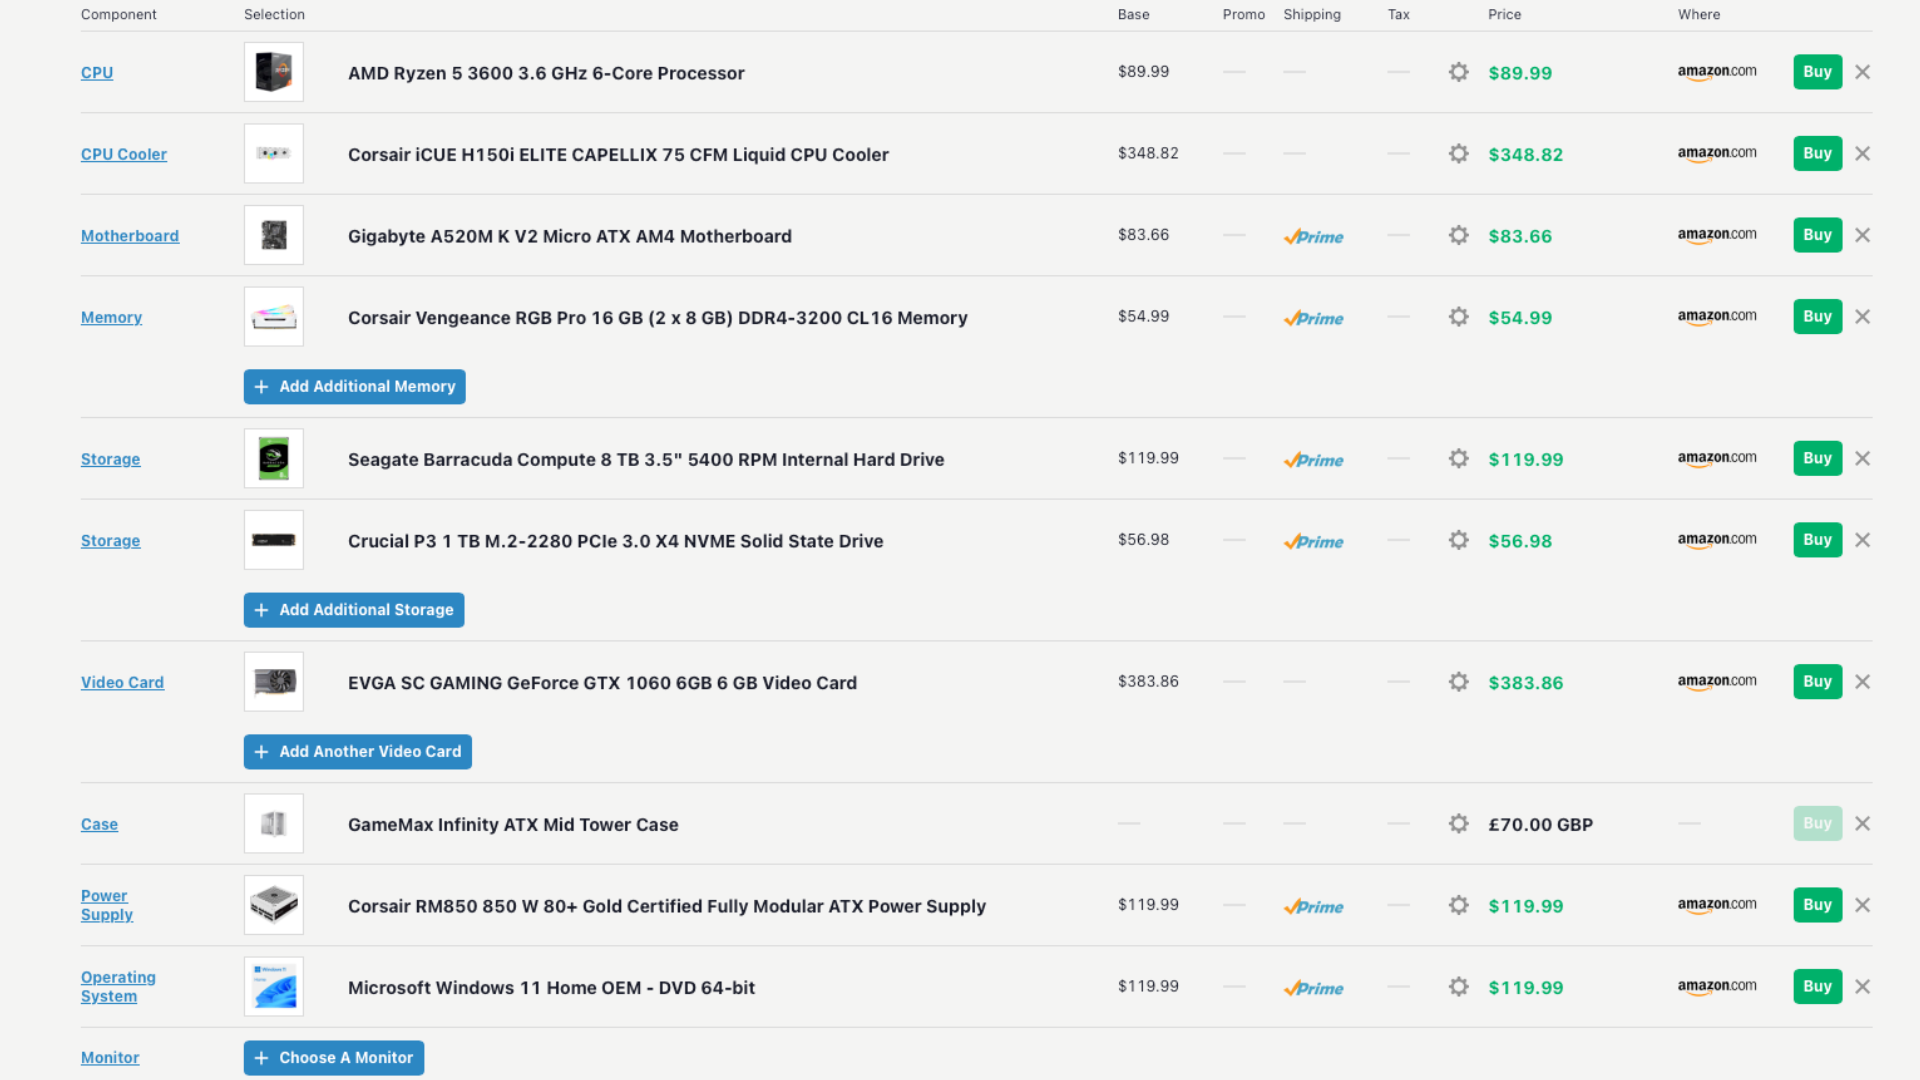 Component Selection Base Promo Shipping Tax Price Where
CPU AMD Ryzen 5 3600 3.6 GHz 6-Core Processor $89.99 — — — $89.99 amazon.com Buy
CPU Cooler Corsair iCUE H150i ELITE CAPELLIX 75 CFM Liquid CPU Cooler $348.82 — — — $348.82 amazon.com Buy
Motherboard Gigabyte A520M K V2 Micro ATX AM4 Motherboard $83.66 — Prime — $83.66 amazon.com Buy
Memory Corsair Vengeance RGB Pro 16 GB (2 x 8 GB) DDR4-3200 CL16 Memory $54.99 — Prime — $54.99 amazon.com Buy
+ Add Additional Memory
Storage Seagate Barracuda Compute 8 TB 3.5" 5400 RPM Internal Hard Drive $119.99 — Prime — $119.99 amazon.com Buy
Storage Crucial P3 1 TB M.2-2280 PCIe 3.0 X4 NVME Solid State Drive $56.98 — Prime — $56.98 amazon.com Buy
+ Add Additional Storage
Video Card EVGA SC GAMING GeForce GTX 1060 6GB 6 GB Video Card $383.86 — — — $383.86 amazon.com Buy
+ Add Another Video Card
Case GameMax Infinity ATX Mid Tower Case — — — — £70.00 GBP — Buy
Power
Supply
Corsair RM850 850 W 80+ Gold Certified Fully Modular ATX Power Supply $119.99 — Prime — $119.99 amazon.com Buy
Operating
System
Windows 11
Microsoft Windows 11 Home OEM - DVD 64-bit $119.99 — Prime — $119.99 amazon.com Buy
Monitor + Choose A Monitor